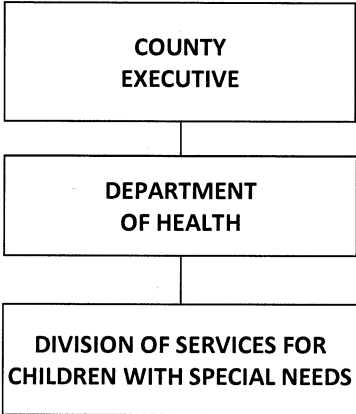 COUNTY
EXECUTIVE
DEPARTMENT
OF HEALTH
DIVISION OF SERVICES FOR
CHILDREN WITH SPECIAL NEEDS